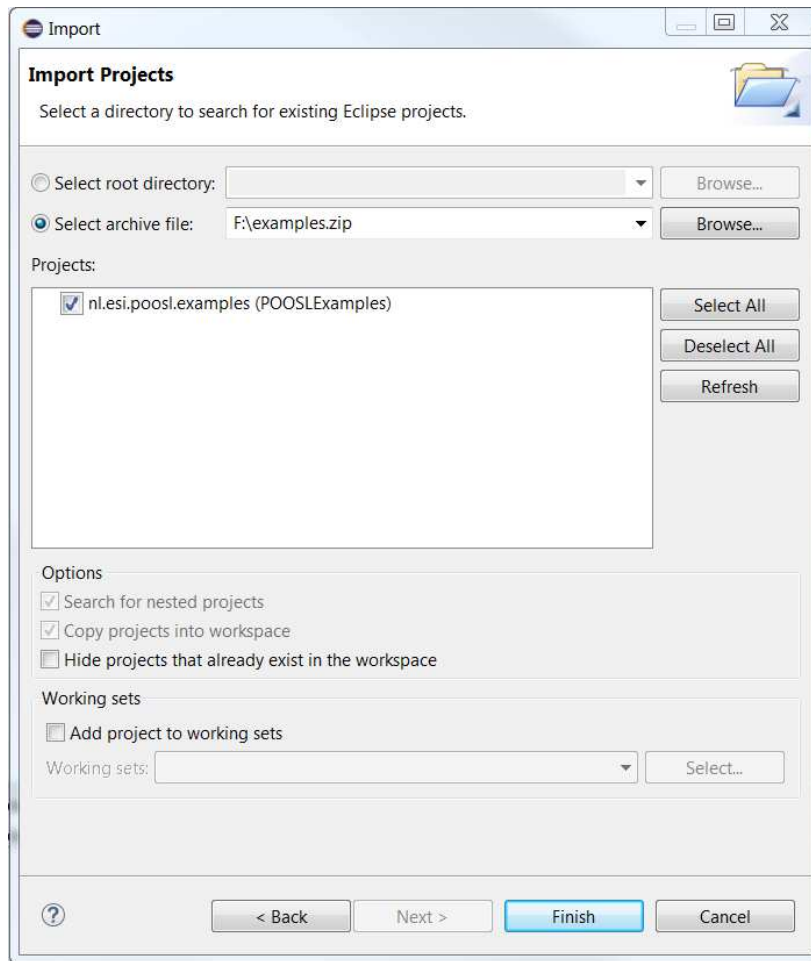 Import
Import Projects
Select a directory to search for existing Eclipse projects.
Select root directory: Browse...
Select archive file: F:\examples.zip Browse...
Projects:
nl.esi.poosl.examples (POOSLExamples)
Select All
Deselect All
Refresh
Options
Search for nested projects
Copy projects into workspace
Hide projects that already exist in the workspace
Working sets
Add project to working sets
Working sets: Select...
? < Back Next > Finish Cancel